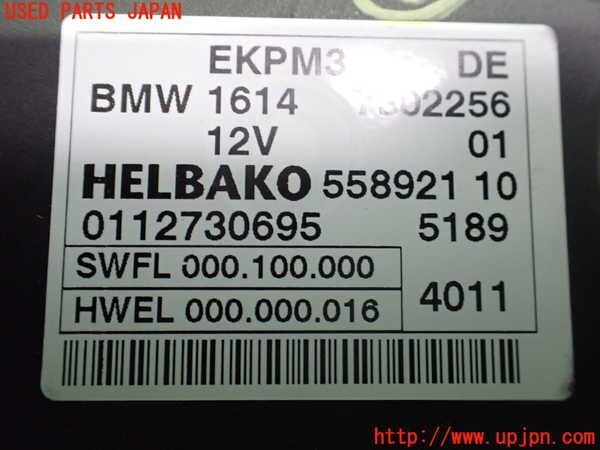 USED PARTS JAPAN
EKPM3 DE
BMW 1614 7302256
12V 01
HELBAKO 558921 10
0112730695 5189
SWFL 000.100.000
HWEL 000.000.016 4011
http://www.upjpn.com